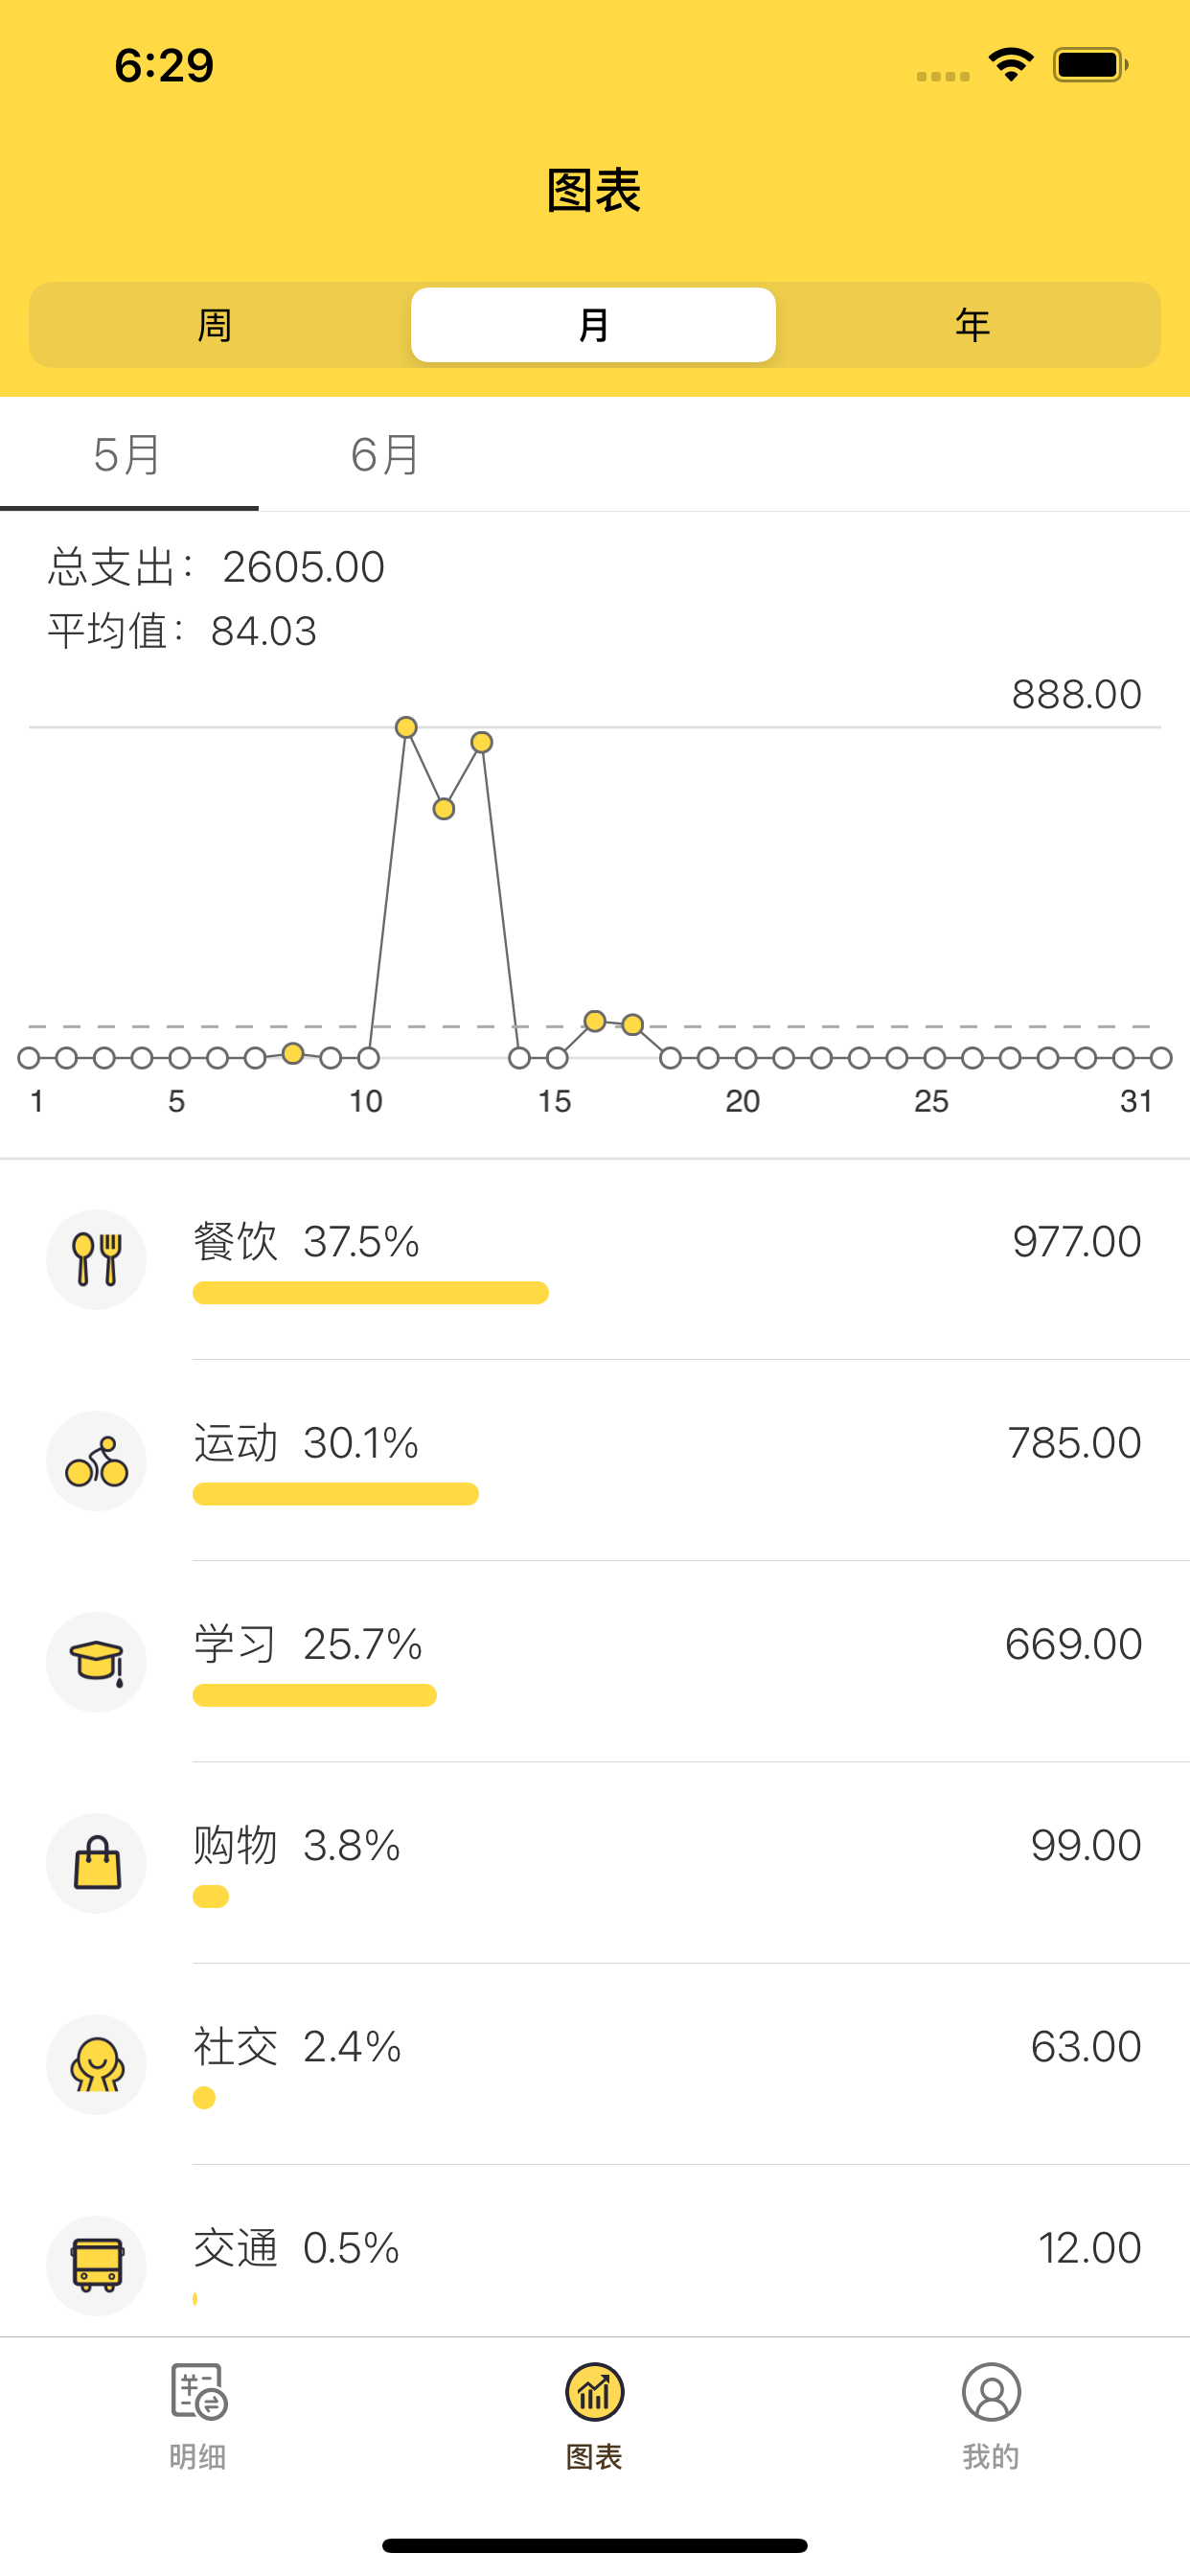 6:29
图表
周 月 年
5月 6月
总支出： 2605.00
平均值： 84.03
888.00
1 5 10 15 20 25 31
餐饮 37.5% 977.00
运动 30.1% 785.00
学习 25.7% 669.00
购物 3.8% 99.00
社交 2.4% 63.00
交通 0.5% 12.00
明细 图表 我的